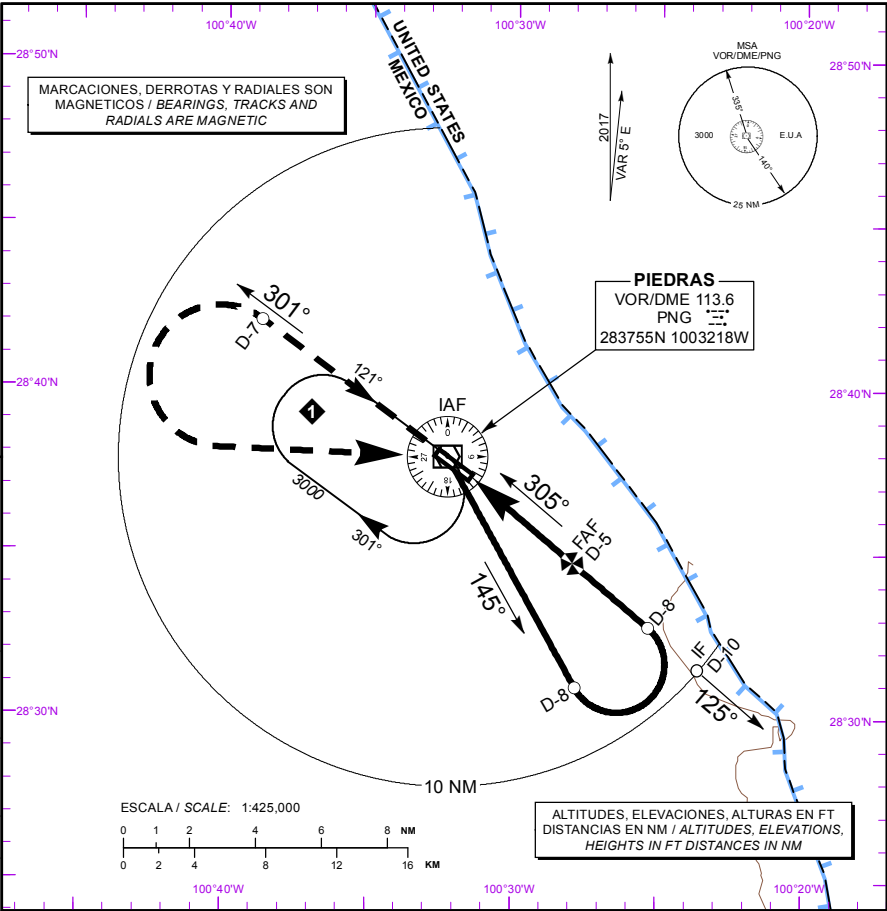 100°40'W
100°30'W
100°20'W
28°50'N
28°50'N
MARCACIONES, DERROTAS Y RADIALES SON
MAGNETICOS / BEARINGS, TRACKS AND
RADIALS ARE MAGNETIC
UNITED STATES
MEXICO
2017
VAR 5° E
MSA
VOR/DME/PNG
335°
3000
E.U.A
140°
25 NM
PIEDRAS
VOR/DME 113.6
PNG
283755N 1003218W
301°
D-7
121°
28°40'N
28°40'N
1
IAF
0
9
18
27
3000
301°
305°
FAF
D-5
145°
D-8
D-8
IF
D-10
125°
28°30'N
28°30'N
10 NM
ESCALA / SCALE: 1:425,000
0 1 2 4 6 8 NM
0 2 4 8 12 16 KM
ALTITUDES, ELEVACIONES, ALTURAS EN FT
DISTANCIAS EN NM / ALTITUDES, ELEVATIONS,
HEIGHTS IN FT DISTANCES IN NM
100°40'W
100°30'W
100°20'W